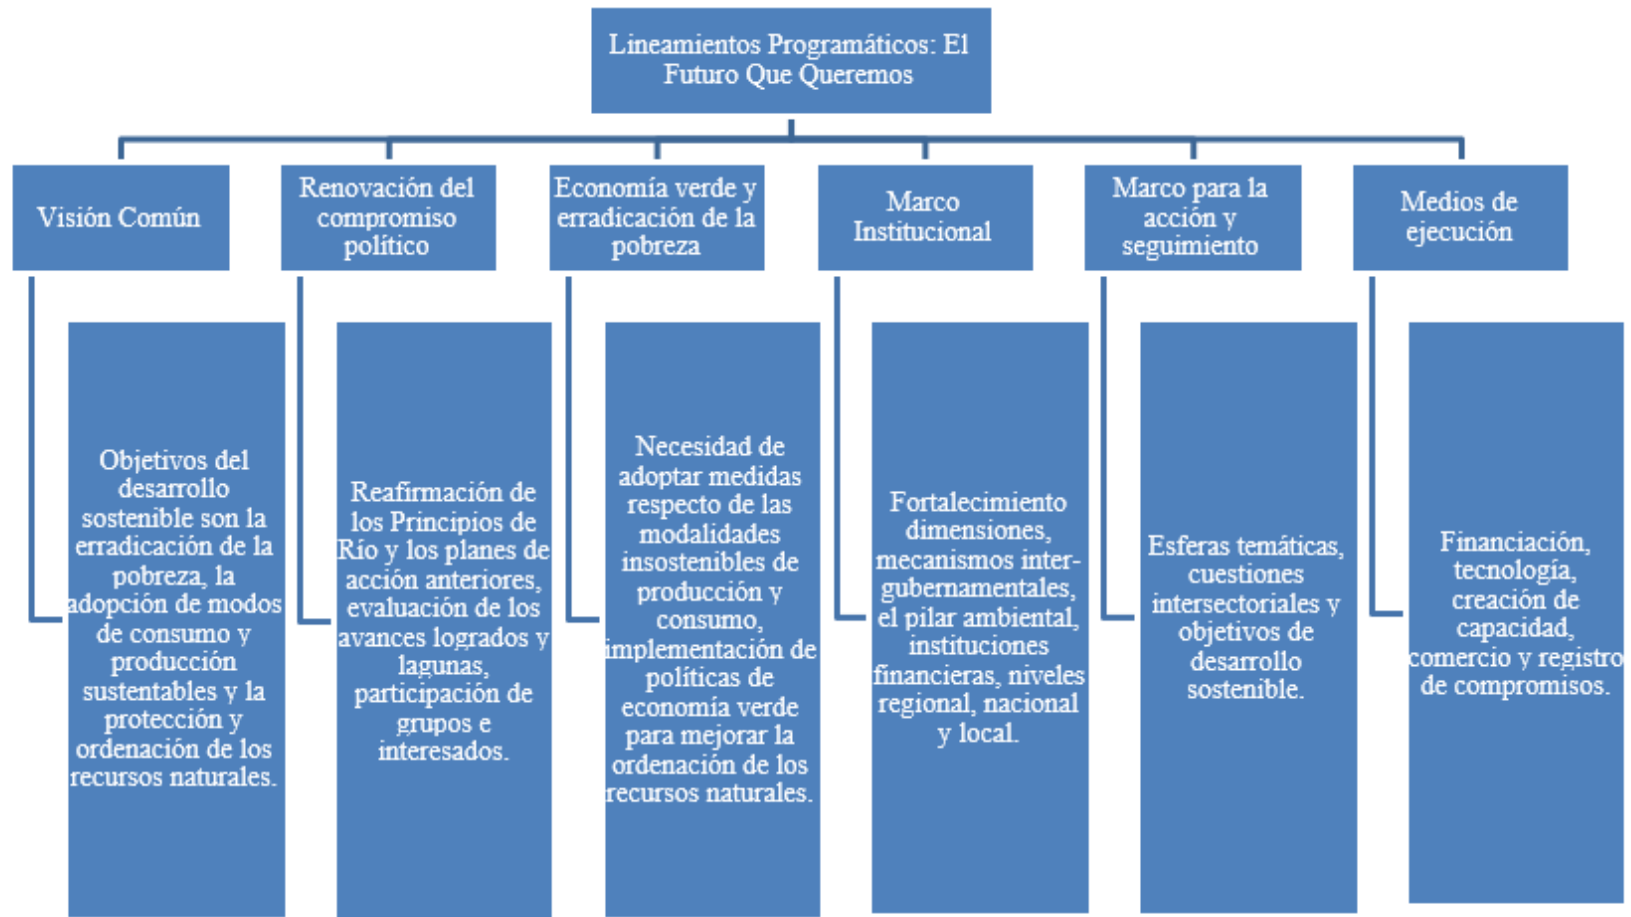 Lineamientos Programáticos: El
Futuro Que Queremos
Visión Común
Renovación del
compromiso
político
Economía verde y
erradicación de la
pobreza
Marco
Institucional
Marco para la
acción y
seguimiento
Medios de
ejecución
Objetivos del
desarrollo
sostenible son la
erradicación de la
pobreza, la
adopción de modos
de consumo y
producción
sustentables y la
protección y
ordenación de los
recursos naturales.
Reafirmación de
los Principios de
Río y los planes de
acción anteriores,
evaluación de los
avances logrados y
lagunas,
participación de
grupos e
interesados.
Necesidad de
adoptar medidas
respecto de las
modalidades
insostenibles de
producción y
consumo,
implementación de
políticas de
economía verde
para mejorar la
ordenación de los
recursos naturales.
Fortalecimiento
dimensiones,
mecanismos inter-
gubernamentales,
el pilar ambiental,
instituciones
financieras, niveles
regional, nacional
y local.
Esferas temáticas,
cuestiones
intersectoriales y
objetivos de
desarrollo
sostenible.
Financiación,
tecnología,
creación de
capacidad,
comercio y registro
de compromisos.